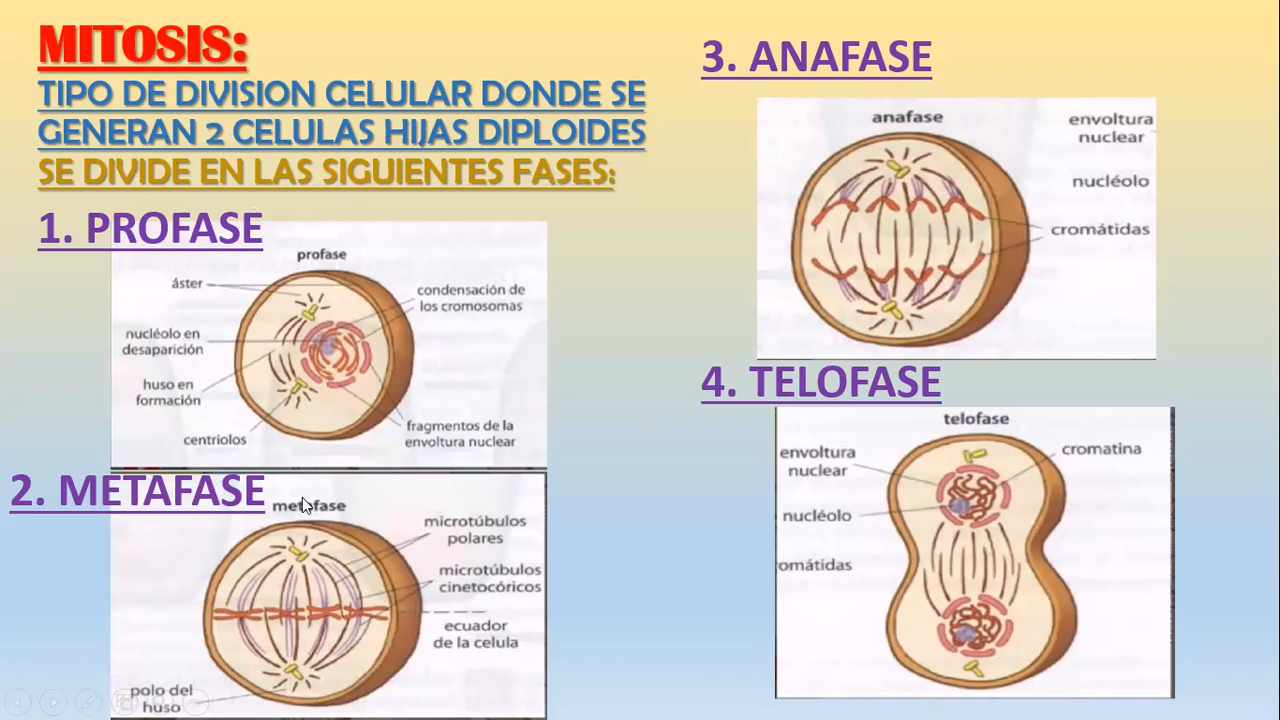 MITOSIS:
TIPO DE DIVISION CELULAR DONDE SE
GENERAN 2 CELULAS HIJAS DIPLOIDES
SE DIVIDE EN LAS SIGUIENTES FASES:
1. PROFASE
profase
áster
condensación de
los cromosomas
nucléolo en
desaparición
huso en
formación
centriolos
fragmentos de la
envoltura nuclear
2. METAFASE
metafase
microtúbulos
polares
microtúbulos
cinetocóricos
ecuador
de la celula
polo del
huso
3. ANAFASE
anafase
envoltura
nuclear
nucléolo
cromátidas
4. TELOFASE
telofase
envoltura
nuclear
cromatina
nucléolo
omátidas